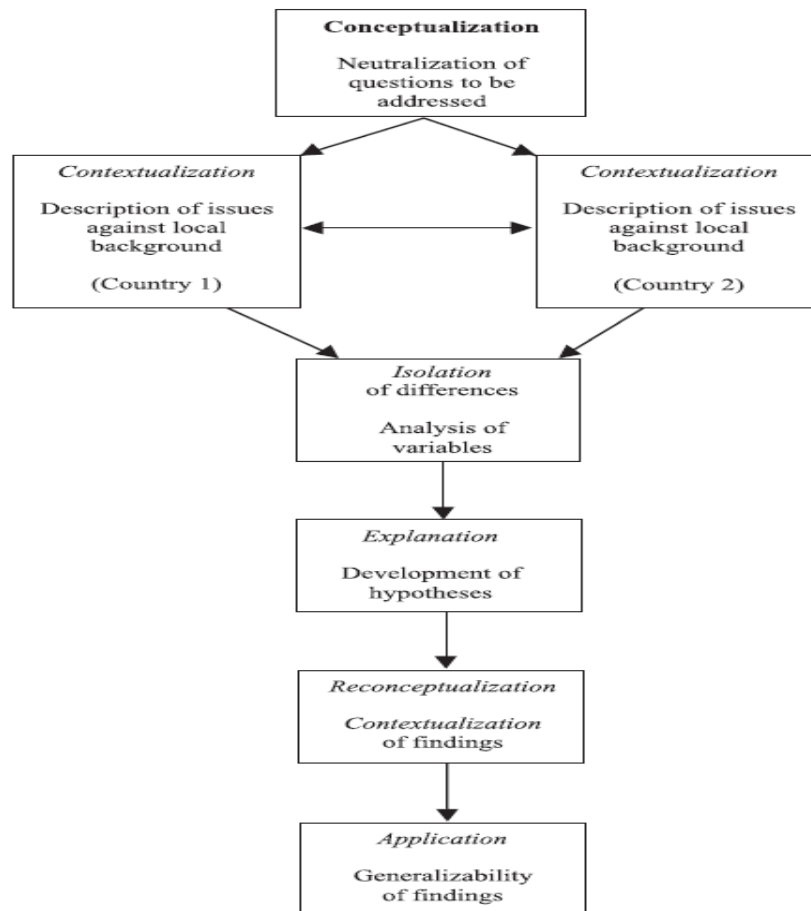 Conceptualization
Neutralization of
questions to be
addressed
Contextualization
Description of issues
against local
background
(Country 1)
Contextualization
Description of issues
against local
background
(Country 2)
Isolation
of differences
Analysis of
variables
Explanation
Development of
hypotheses
Reconceptualization
Contextualization
of findings
Application
Generalizability
of findings